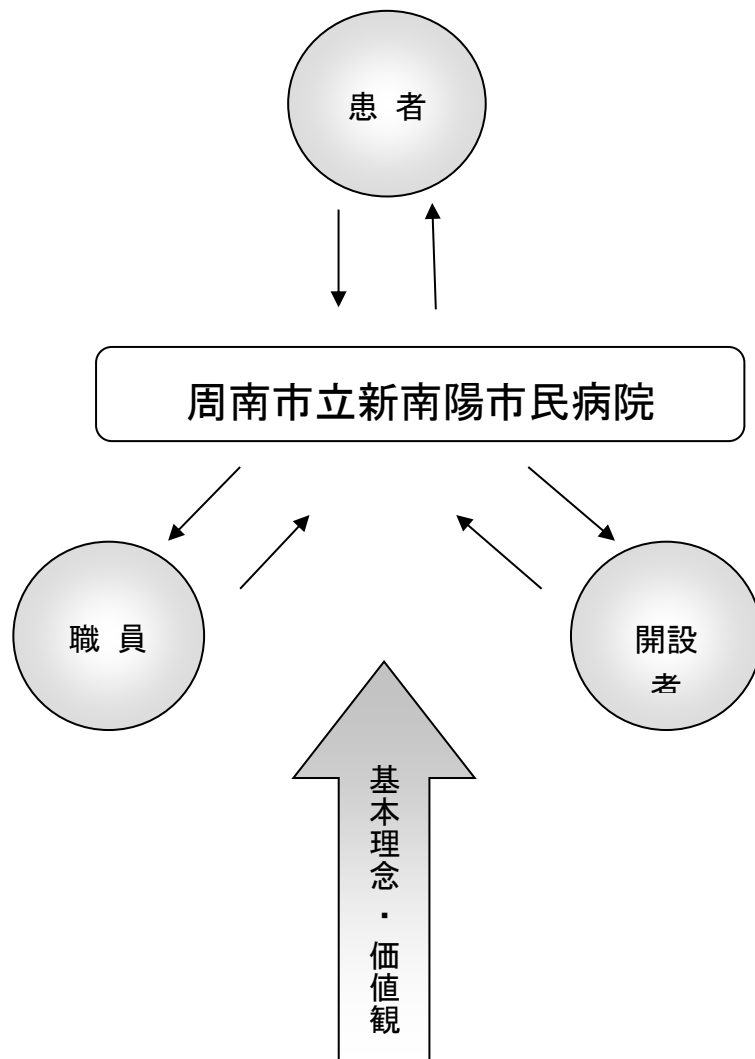 患 者
周南市立新南陽市民病院
職 員
開設
者
基本理念・価値観